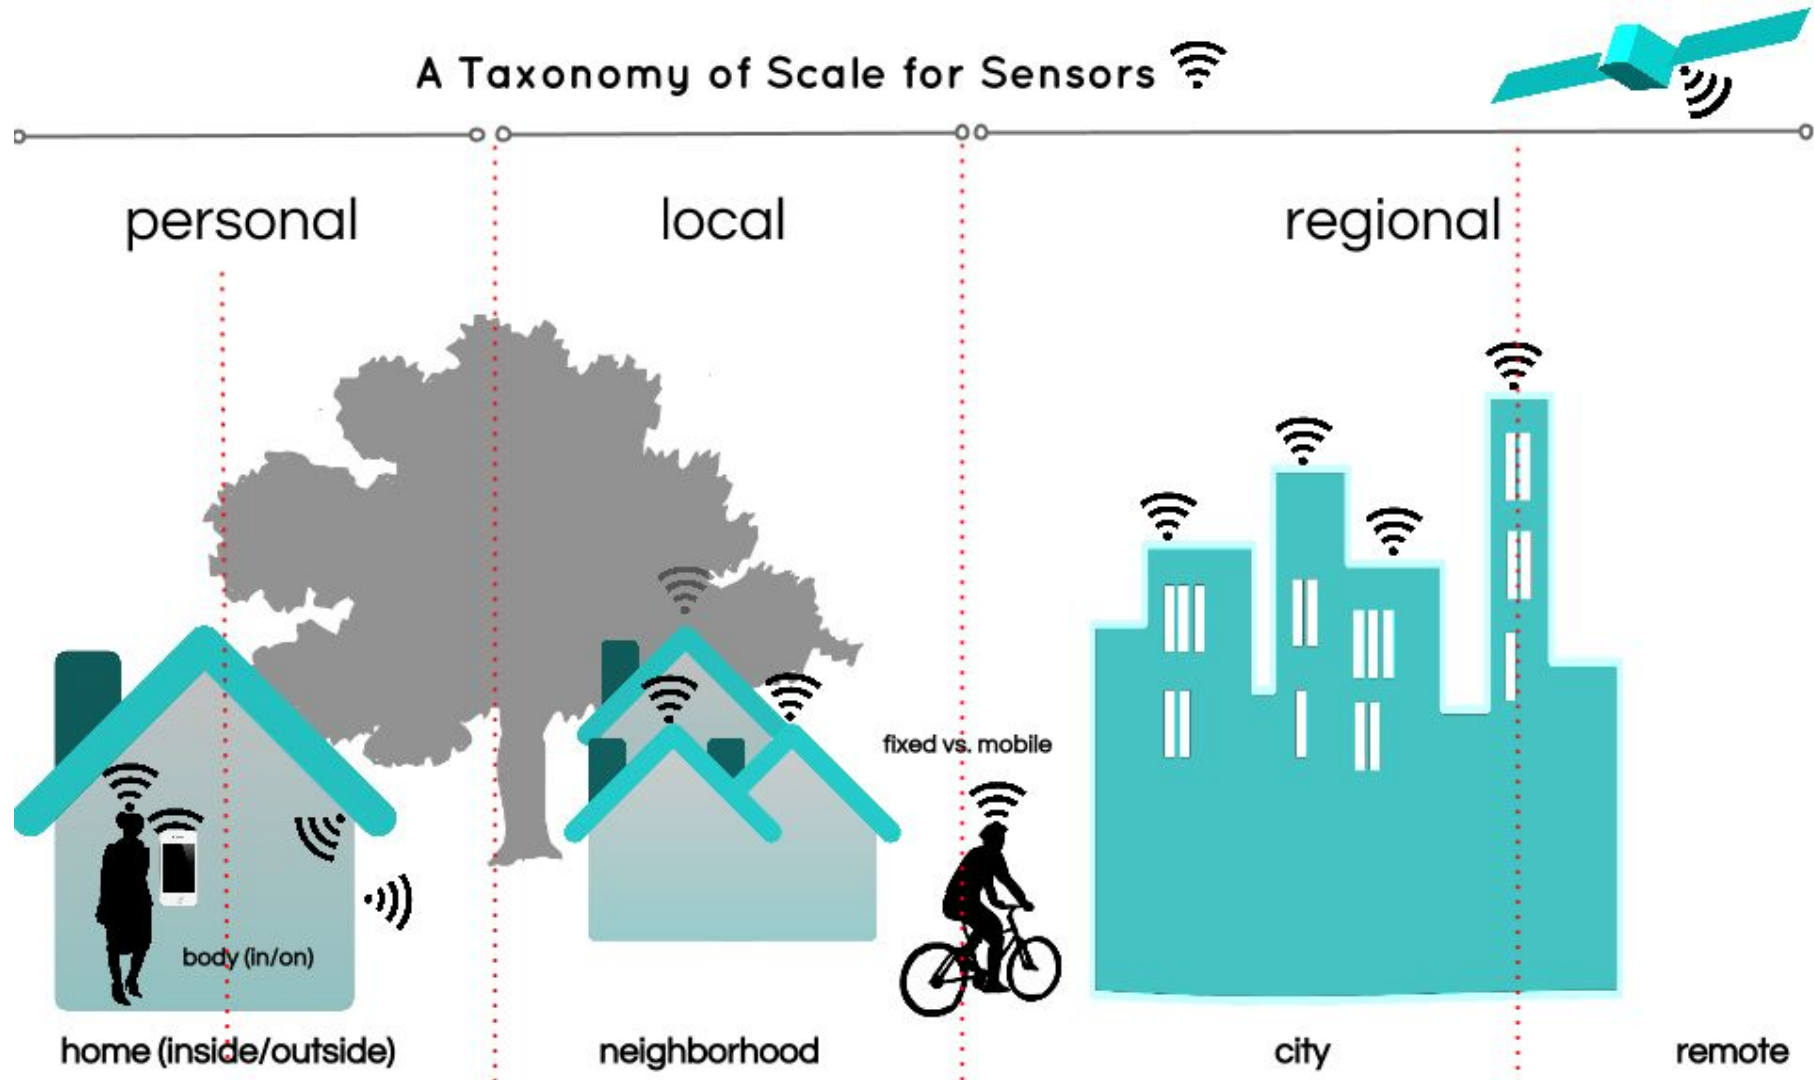 A Taxonomy of Scale for Sensors
personal
local
regional
fixed vs. mobile
body (in/on)
home (inside/outside)
neighborhood
city
remote